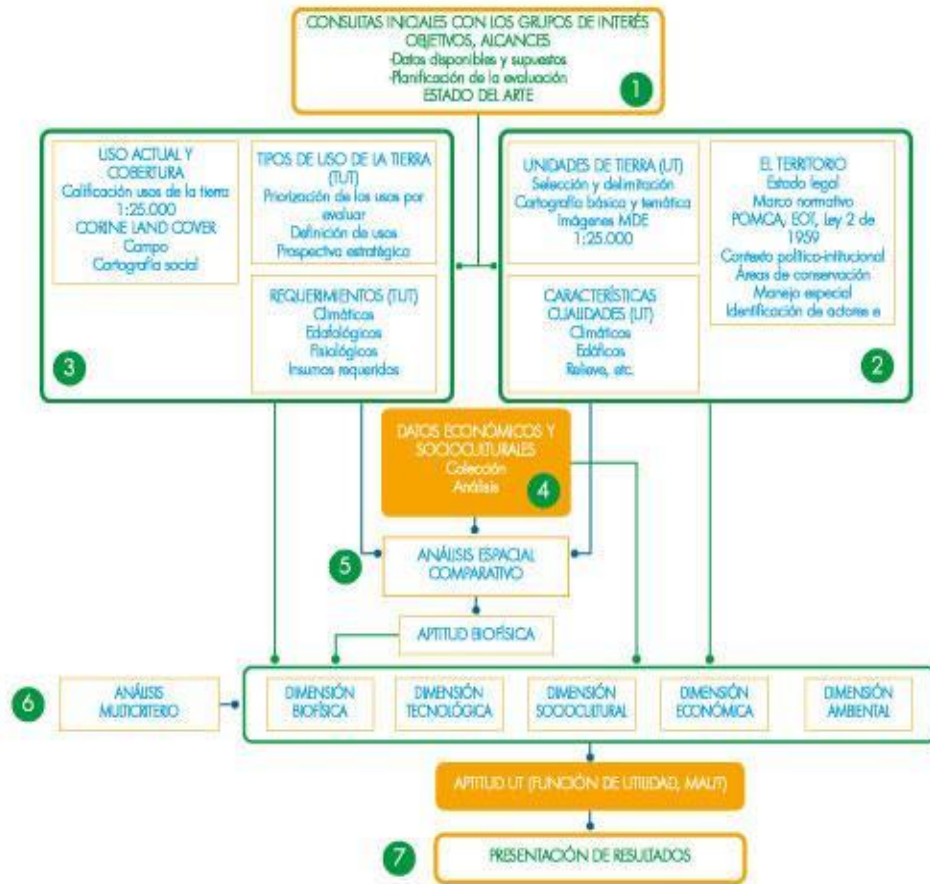 CONSULTAS INICIALES CON LOS GRUPOS DE INTERÉS
OBJETIVOS, ALCANCES
-Datos disponibles y supuestos
-Planificación de la evaluación
ESTADO DEL ARTE
1
USO ACTUAL Y
COBERTURA
Calificación usos de la tierra
1:25.000
CORINE LAND COVER
Campo
Cartografía social
TIPOS DE USO DE LA TIERRA
(TUT)
Priorización de los usos por
evaluar
Definición de usos
Prospectiva estratégica
REQUERIMIENTOS (TUT)
Climáticos
Edafológicos
Fisiológicos
Insumos requeridos
3
UNIDADES DE TIERRA (UT)
Selección y delimitación
Cartografía básica y temática
Imágenes MDE
1:25.000
CARACTERÍSTICAS
CUALIDADES (UT)
Climáticos
Edáficos
Relieve, etc.
EL TERRITORIO
Estado legal
Marco normativo
POMCA, EOT, Ley 2 de
1959
Contexto político-intitucional
Áreas de conservación
Manejo especial
Identificación de actores e
2
DATOS ECONÓMICOS Y
SOCIOCULTURALES
Colección
Análisis
4
5
ANÁLISIS ESPACIAL
COMPARATIVO
APTITUD BIOFÍSICA
6
ANÁLISIS
MULTICRITERIO
DIMENSIÓN
BIOFÍSICA
DIMENSIÓN
TECNOLÓGICA
DIMENSIÓN
SOCIOCULTURAL
DIMENSIÓN
ECONÓMICA
DIMENSIÓN
AMBIENTAL
APTITUD UT (FUNCIÓN DE UTILIDAD, MAUT)
7
PRESENTACIÓN DE RESULTADOS